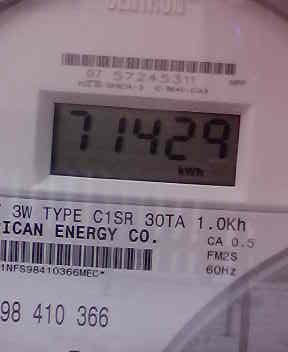 07 57245311
71429
kWh
3W TYPE C1SR 30TA 1.0Kh
ICAN ENERGY CO.
CA 0.5
FM2S
1NFS98410366MEC*
60Hz
98 410 366